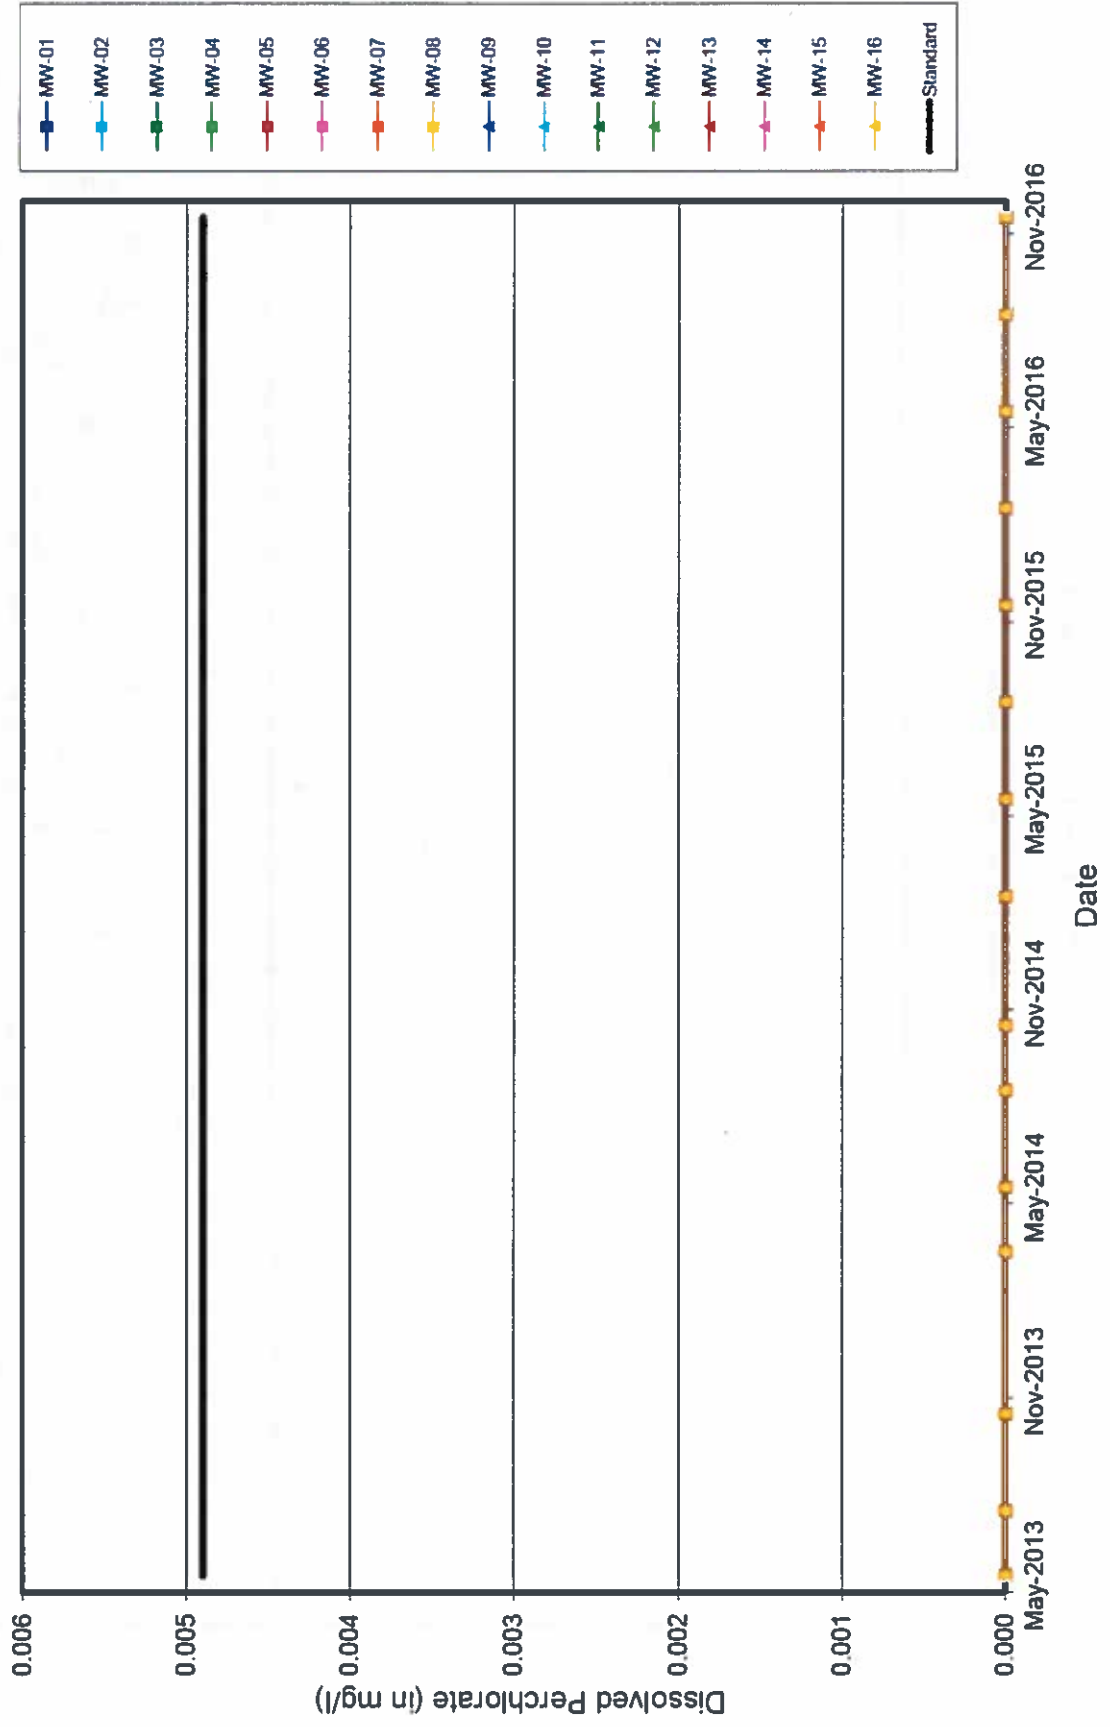 Dissolved Perchlorate (in mg/l)
0.006
0.005
0.004
0.003
0.002
0.001
0.000
May-2013
Nov-2013
May-2014
Nov-2014
May-2015
Nov-2015
May-2016
Nov-2016
Date
MW-01
MW-02
MW-03
MW-04
MW-05
MW-06
MW-07
MW-08
MW-09
MW-10
MW-11
MW-12
MW-13
MW-14
MW-15
MW-16
Standard